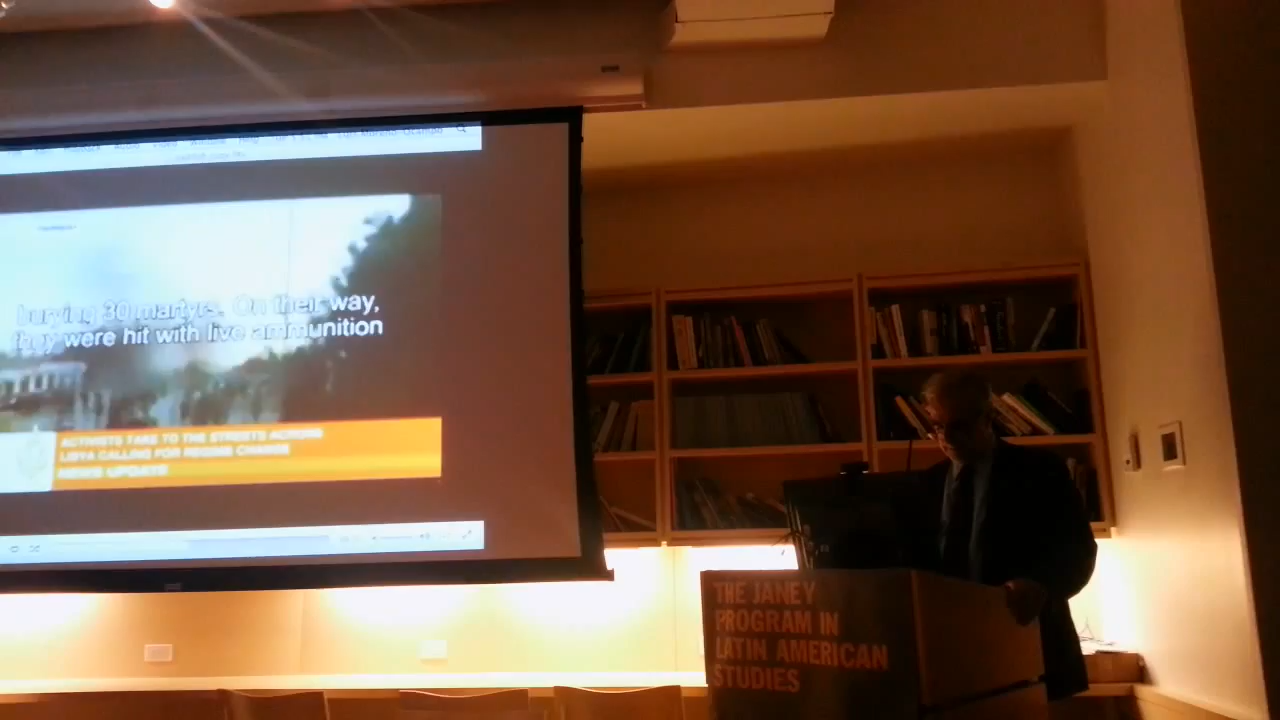 burying 30 martyrs. On their way,
they were hit with live ammunition
ACTIVISTS TAKE TO THE STREETS ACROSS
LIBYA CALLING FOR REGIME CHANGE
NEWS UPDATE
THE JANEY
PROGRAM IN
LATIN AMERICAN
STUDIES